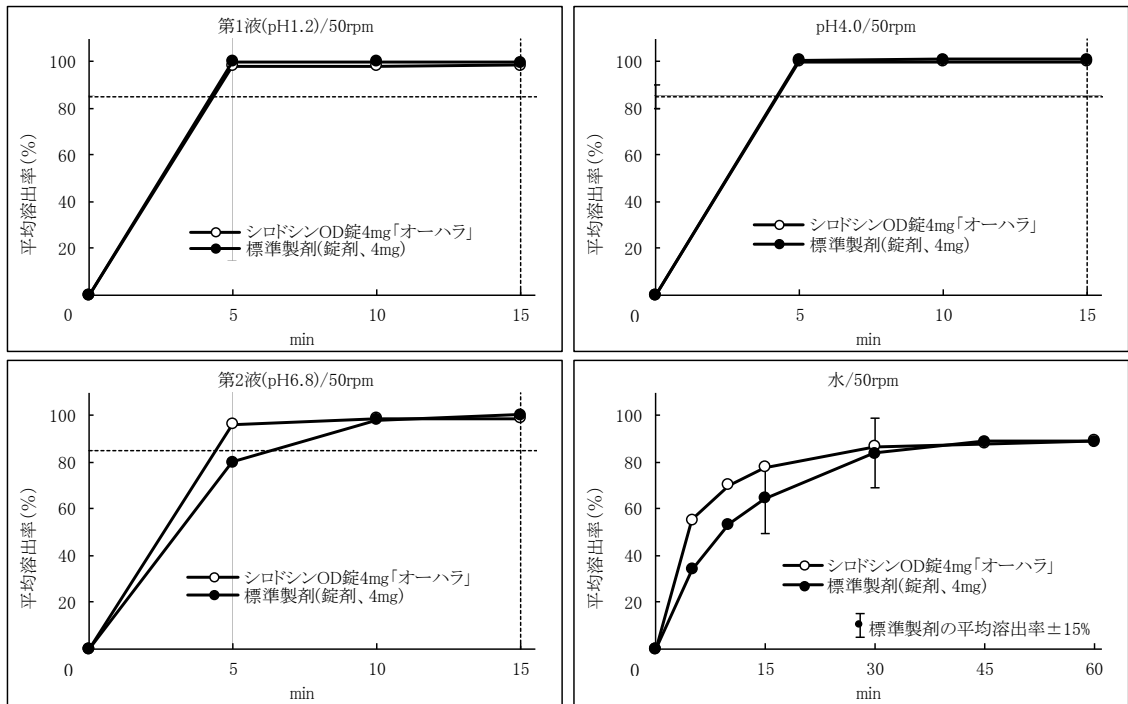 第1液(pH1.2)/50rpm
平均溶出率(%)
100
80
60
40
20
0
5
10
15
min
シロドシンOD錠4mg「オーハラ」
標準製剤(錠剤、4mg)
pH4.0/50rpm
平均溶出率(%)
100
80
60
40
20
0
5
10
15
min
シロドシンOD錠4mg「オーハラ」
標準製剤(錠剤、4mg)
第2液(pH6.8)/50rpm
平均溶出率(%)
100
80
60
40
20
0
5
10
15
min
シロドシンOD錠4mg「オーハラ」
標準製剤(錠剤、4mg)
水/50rpm
平均溶出率(%)
100
80
60
40
20
0
15
30
45
60
min
シロドシンOD錠4mg「オーハラ」
標準製剤(錠剤、4mg)
標準製剤の平均溶出率±15%